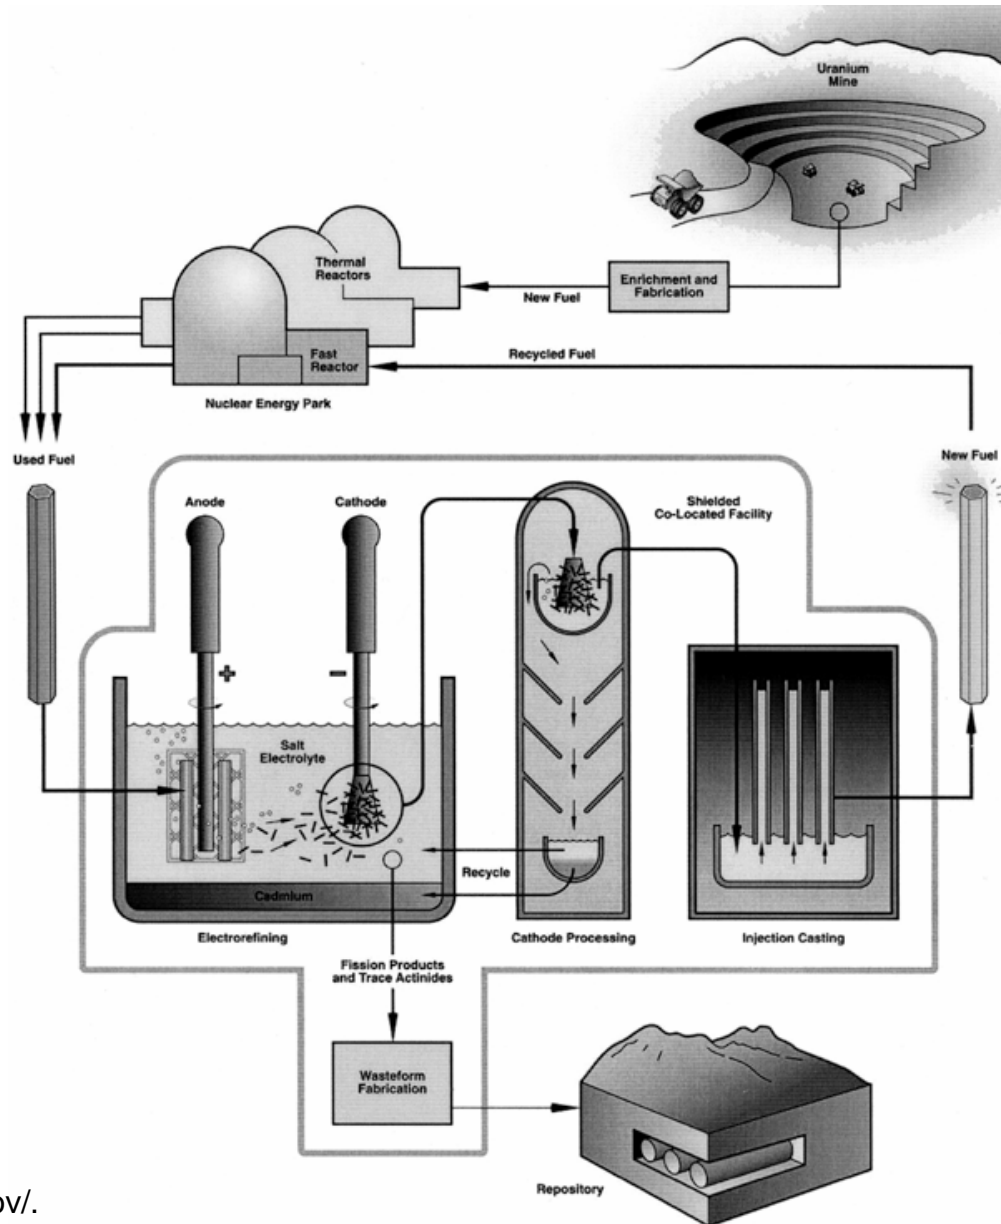 Uranium
Mine
Thermal
Reactors
Enrichment and
Fabrication
New Fuel
Fast
Reactor
Recycled Fuel
Nuclear Energy Park
Used Fuel
New Fuel
Anode
Cathode
Shielded
Co-Located Facility
+
–
Salt
Electrolyte
Recycle
Cadmium
Electrorefining
Cathode Processing
Injection Casting
Fission Products
and Trace Actinides
Wasteform
Fabrication
Repository
ov/.